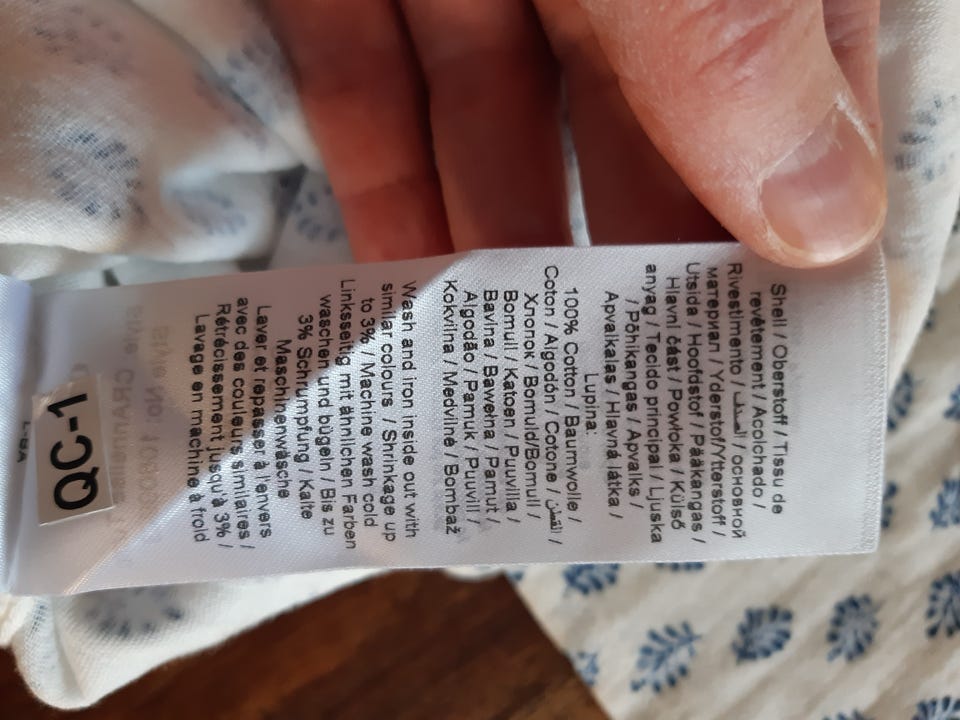 Shell / Oberstoff / Tissu de
revêtement / Acolchado /
Rivestimento / الصدف / основной
материал / Yderstof/Ytterstoff /
Utsida / Hoofdstof / Pääkangas /
Hlavní část / Powłoka / Külső
anyag / Tecido principal / Ljuska
/ Põhikangas / Apvalks /
Apvalkalas / Hlavná látka /
Lupina:
100% Cotton / Baumwolle /
Coton / Algodón / Cotone / القطن /
Хлопок / Bomuld/Bomull /
Bomull / Katoen / Puuvilla /
Bavlna / Bawełna / Pamut /
Algodão / Pamuk / Puuvill /
Kokvilna / Medvilnė / Bombaž
Wash and iron inside out with
similar colours / Shrinkage up
to 3% / Machine wash cold
Linksseitig mit ähnlichen Farben
waschen und bügeln / Bis zu
3% Schrumpfung / Kalte
Maschinenwäsche
Laver et repasser à l'envers
avec des couleurs similaires /
Rétrécissement jusqu'à 3% /
Lavage en machine à froid
QC-1